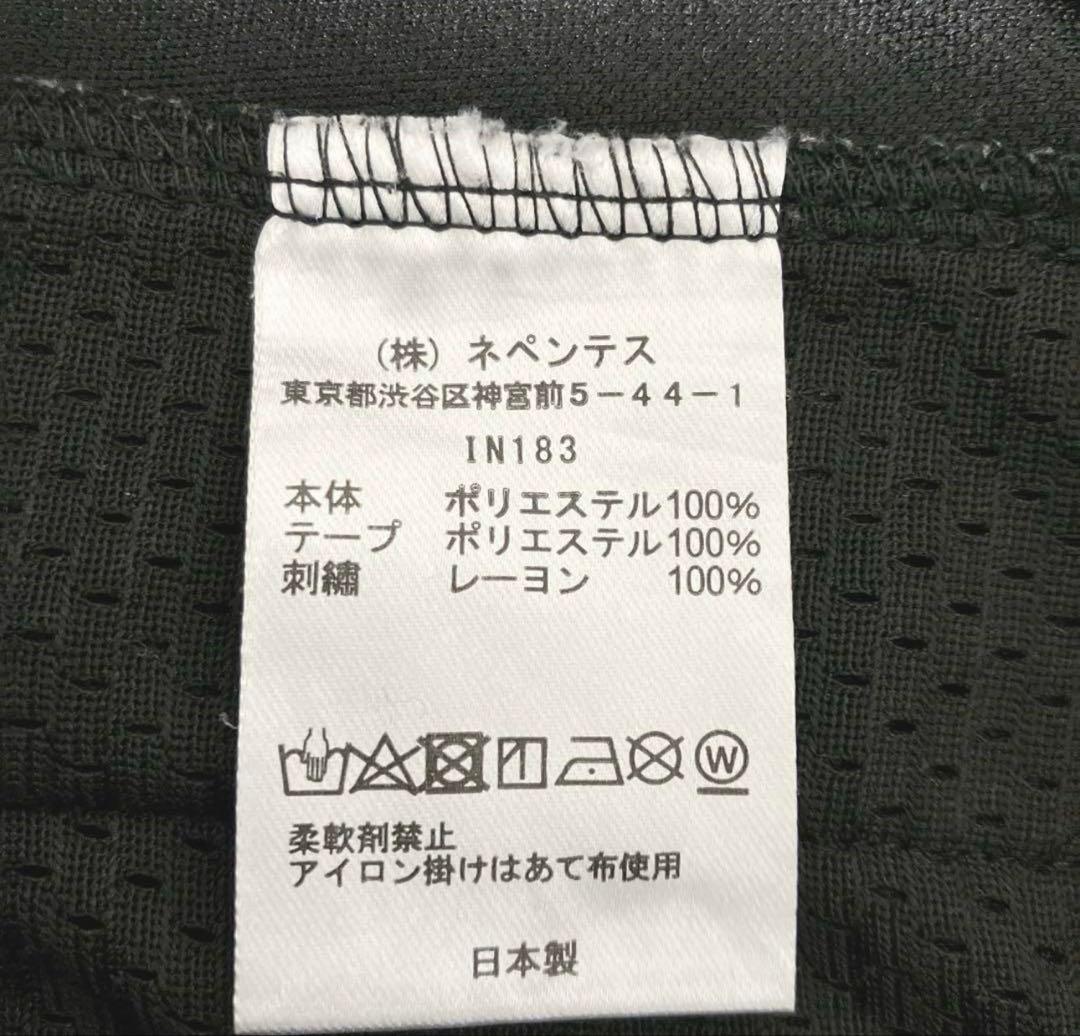 (株) ネペンテス
東京都渋谷区神宮前5-44-1
IN183
本体 ポリエステル100%
テープ ポリエステル100%
刺繡 レーヨン 100%
W
柔軟剤禁止
アイロン掛けはあて布使用
日本製